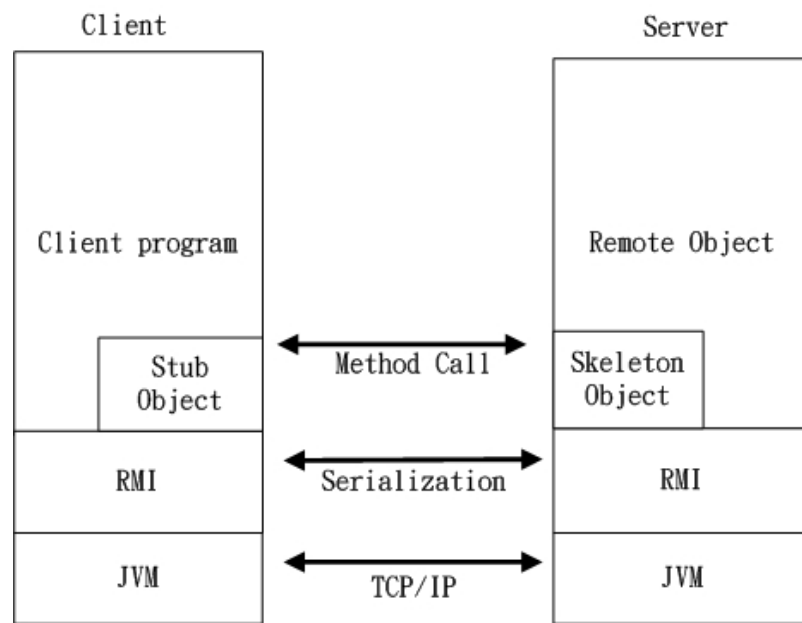 Client
Server
Client program
Remote Object
Stub
Object
Method Call
Skeleton
Object
RMI
Serialization
RMI
JVM
TCP/IP
JVM